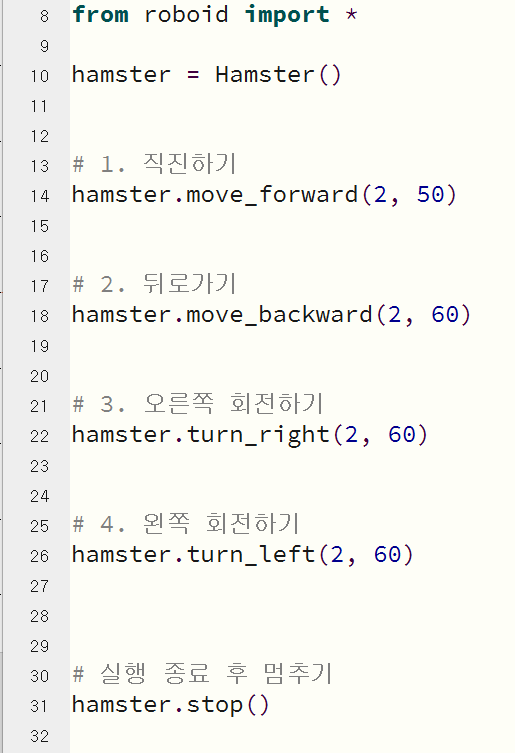 8 from roboid import *
9
10 hamster = Hamster()
11
12
13 # 1. 직진하기
14 hamster.move_forward(2, 50)
15
16
17 # 2. 뒤로가기
18 hamster.move_backward(2, 60)
19
20
21 # 3. 오른쪽 회전하기
22 hamster.turn_right(2, 60)
23
24
25 # 4. 왼쪽 회전하기
26 hamster.turn_left(2, 60)
27
28
29
30 # 실행 종료 후 멈추기
31 hamster.stop()
32